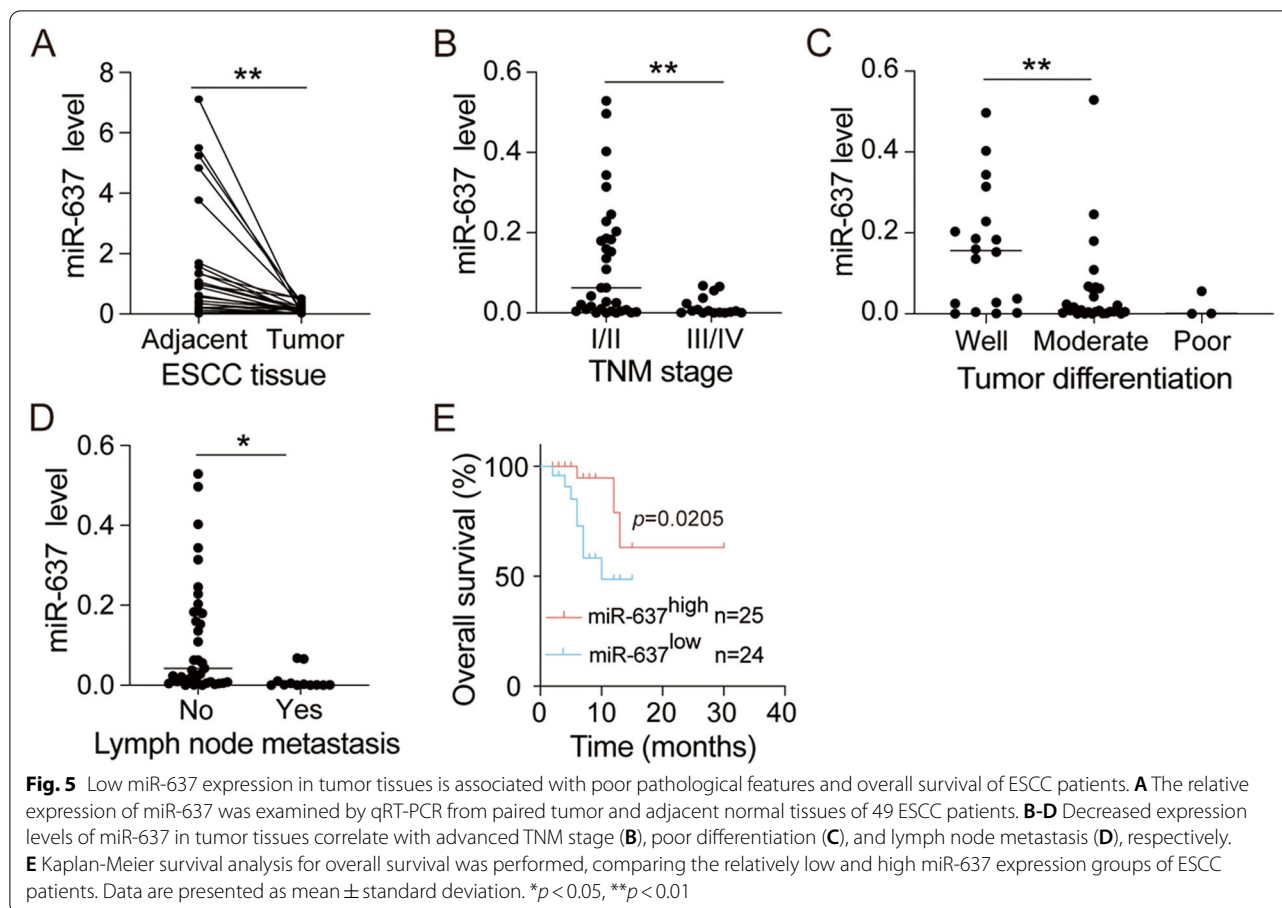 A
miR-637 level
8
6
4
2
0
**
Adjacent Tumor
ESCC tissue
B
miR-637 level
0.6
0.4
0.2
0.0
**
I/II III/IV
TNM stage
C
miR-637 level
0.6
0.4
0.2
0.0
**
Well Moderate Poor
Tumor differentiation
D
miR-637 level
0.6
0.4
0.2
0.0
*
No Yes
Lymph node metastasis
E
Overall survival (%)
100
50
0
p=0.0205
miR-637high n=25
miR-637low n=24
0 10 20 30 40
Time (months)
Fig. 5 Low miR-637 expression in tumor tissues is associated with poor pathological features and overall survival of ESCC patients. A The relative
expression of miR-637 was examined by qRT-PCR from paired tumor and adjacent normal tissues of 49 ESCC patients. B-D Decreased expression
levels of miR-637 in tumor tissues correlate with advanced TNM stage (B), poor differentiation (C), and lymph node metastasis (D), respectively.
E Kaplan-Meier survival analysis for overall survival was performed, comparing the relatively low and high miR-637 expression groups of ESCC
patients. Data are presented as mean ± standard deviation. *p < 0.05, **p < 0.01